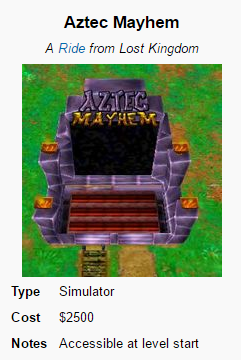 Aztec Mayhem
A Ride from Lost Kingdom
AZTEC
MAYHEM
Type Simulator
Cost $2500
Notes Accessible at level start